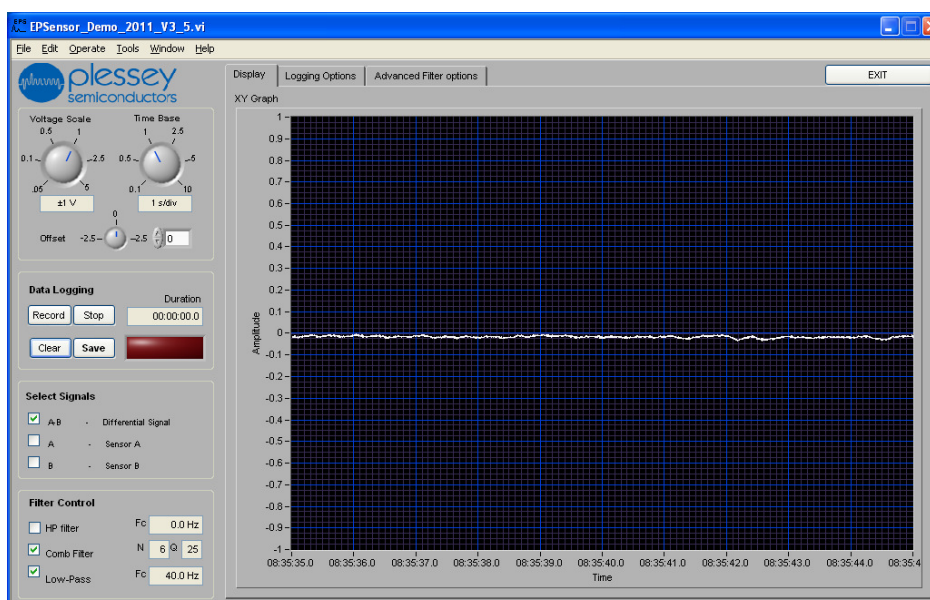 EPSensor_Demo_2011_V3_5.vi
File Edit Operate Tools Window Help
plessey
semiconductors
Display Logging Options Advanced Filter options EXIT
XY Graph
Voltage Scale Time Base
0.5 1 1 2.5
0.1 2.5 0.5 5
.05 5 0.1 10
±1 V 1 s/div
0
Offset -2.5 2.5 0
Data Logging
Duration
Record Stop 00:00:00.0
Clear Save
Select Signals
A-B - Differential Signal
A - Sensor A
B - Sensor B
Filter Control
HP filter Fc 0.0 Hz
Comb Filter N 6 Q 25
Low-Pass Fc 40.0 Hz
Amplitude
1
0.9
0.8
0.7
0.6
0.5
0.4
0.3
0.2
0.1
0
-0.1
-0.2
-0.3
-0.4
-0.5
-0.6
-0.7
-0.8
-0.9
-1
08:35:35.0 08:35:36.0 08:35:37.0 08:35:38.0 08:35:39.0 08:35:40.0 08:35:41.0 08:35:42.0 08:35:43.0 08:35:44.0 08:35:4
Time